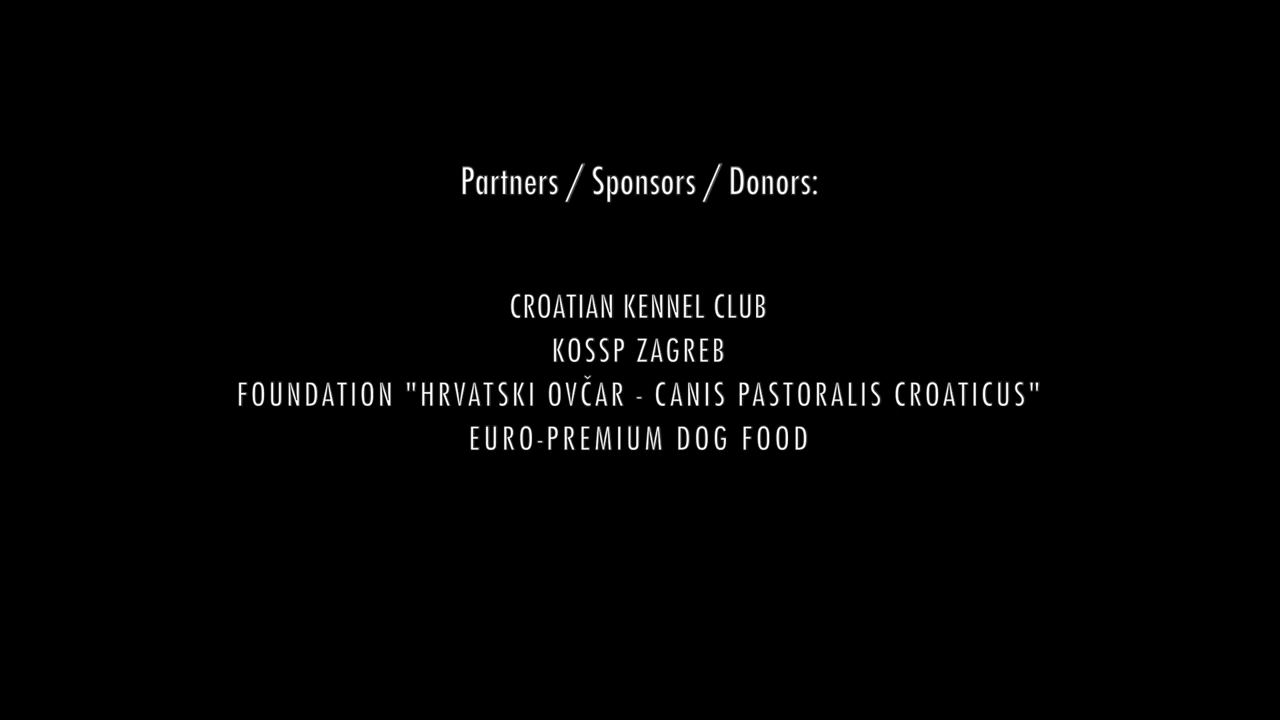 Partners / Sponsors / Donors:
CROATIAN KENNEL CLUB
KOSSP ZAGREB
FOUNDATION "HRVATSKI OVČAR - CANIS PASTORALIS CROATICUS"
EURO-PREMIUM DOG FOOD